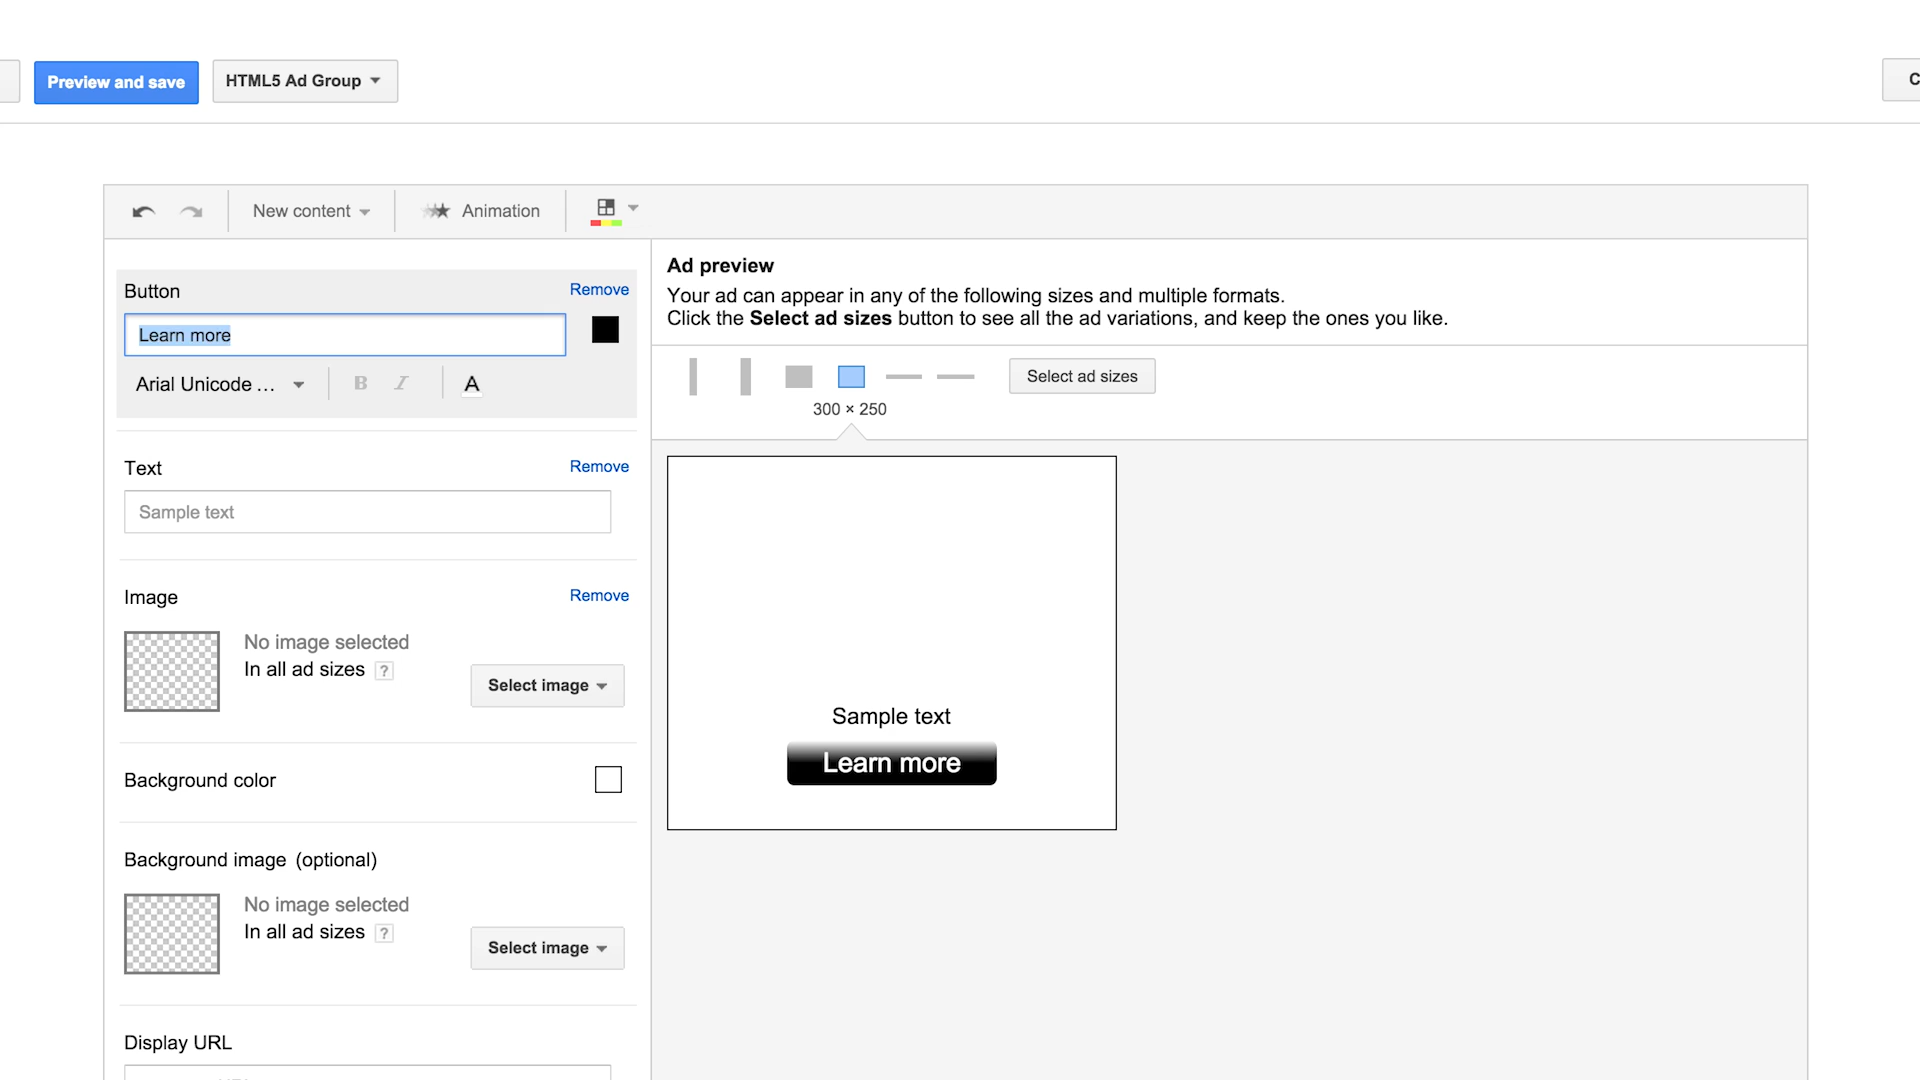 Preview and save
HTML5 Ad Group
C
New content
Animation
Button
Remove
Learn more
Arial Unicode ...
B
I
A
Text
Remove
Sample text
Image
Remove
No image selected
In all ad sizes ?
Select image
Background color
Background image (optional)
No image selected
In all ad sizes ?
Select image
Display URL
Ad preview
Your ad can appear in any of the following sizes and multiple formats.
Click the Select ad sizes button to see all the ad variations, and keep the ones you like.
Select ad sizes
300 × 250
Sample text
Learn more